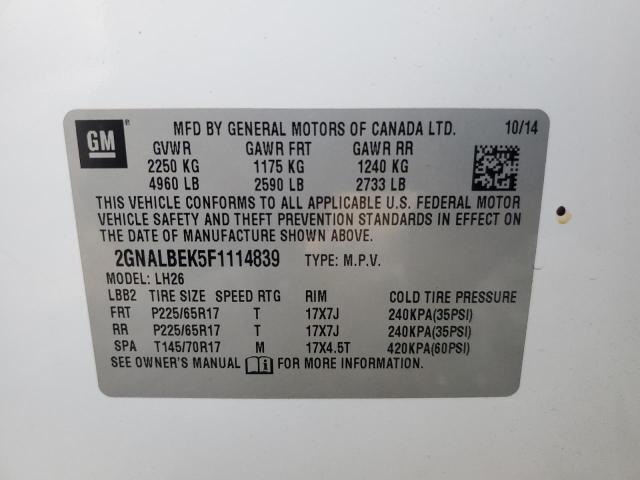 GM
MFD BY GENERAL MOTORS OF CANADA LTD. 10/14
GVWR GAWR FRT GAWR RR
2250 KG 1175 KG 1240 KG
4960 LB 2590 LB 2733 LB
THIS VEHICLE CONFORMS TO ALL APPLICABLE U.S. FEDERAL MOTOR
VEHICLE SAFETY AND THEFT PREVENTION STANDARDS IN EFFECT ON
THE DATE OF MANUFACTURE SHOWN ABOVE.
2GNALBEK5F1114839 TYPE: M.P.V.
MODEL: LH26
LBB2 TIRE SIZE SPEED RTG RIM COLD TIRE PRESSURE
FRT P225/65R17 T 17X7J 240KPA(35PSI)
RR P225/65R17 T 17X7J 240KPA(35PSI)
SPA T145/70R17 M 17X4.5T 420KPA(60PSI)
SEE OWNER'S MANUAL FOR MORE INFORMATION.